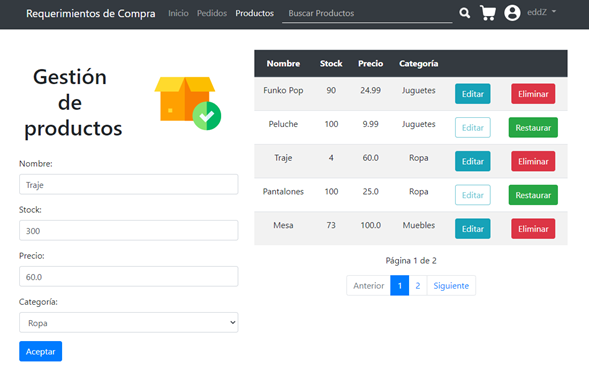 Requerimientos de Compra Inicio Pedidos Productos Buscar Productos eddZ
Gestión
de
productos
Nombre:
Traje
Stock:
300
Precio:
60.0
Categoría:
Ropa
Aceptar
Nombre Stock Precio Categoría
Funko Pop 90 24.99 Juguetes Editar Eliminar
Peluche 100 9.99 Juguetes Editar Restaurar
Traje 4 60.0 Ropa Editar Eliminar
Pantalones 100 25.0 Ropa Editar Restaurar
Mesa 73 100.0 Muebles Editar Eliminar
Página 1 de 2
Anterior 1 2 Siguiente